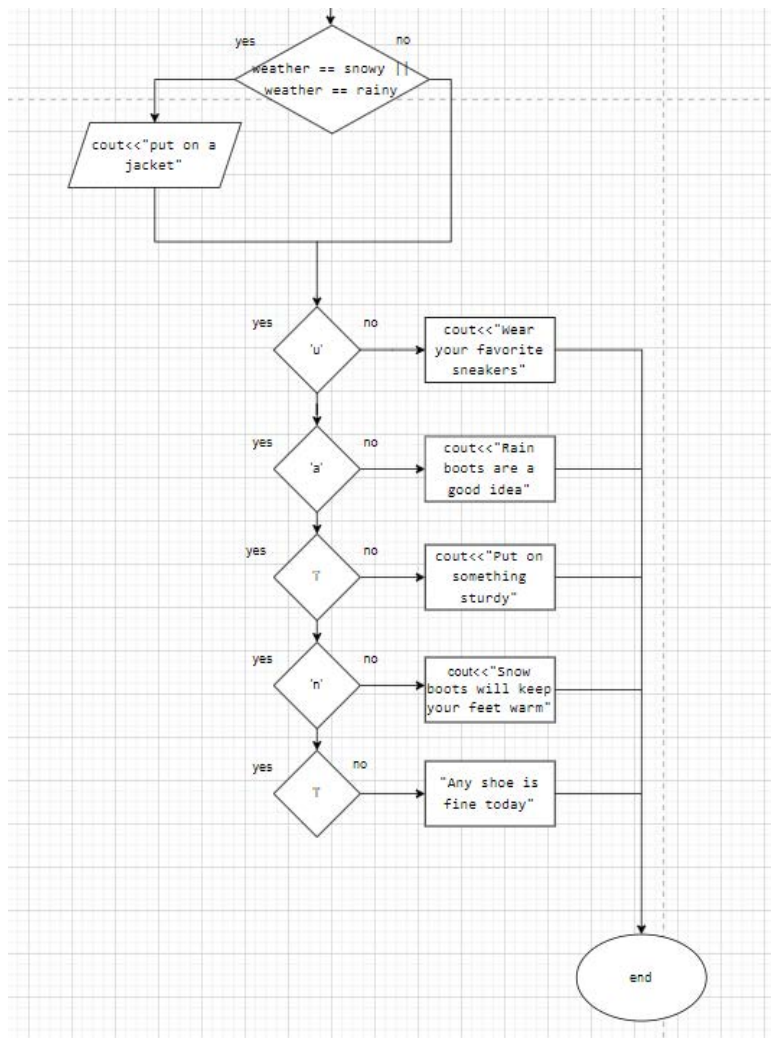 yes
no
weather == snowy ||
weather == rainy
cout<<"put on a
jacket"
yes
no
'u'
cout<<"Wear
your favorite
sneakers"
yes
no
'a'
cout<<"Rain
boots are a
good idea"
yes
no
cout<<"Put on
something
sturdy"
yes
no
'n'
cout<<"Snow
boots will keep
your feet warm"
yes
no
"Any shoe is
fine today"
end